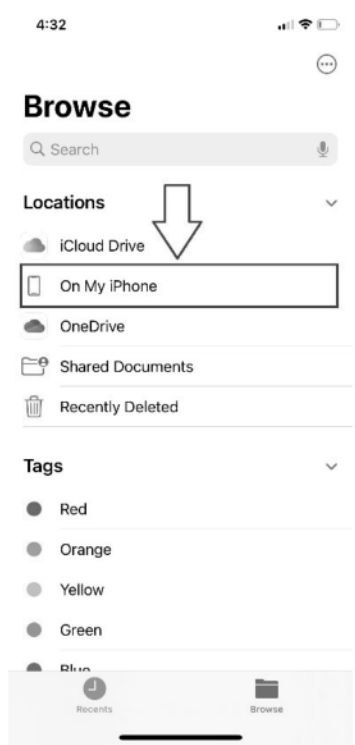 4:32
Browse
Search
Locations
iCloud Drive
On My iPhone
OneDrive
Shared Documents
Recently Deleted
Tags
Red
Orange
Yellow
Green
Blue
Recents
Browse